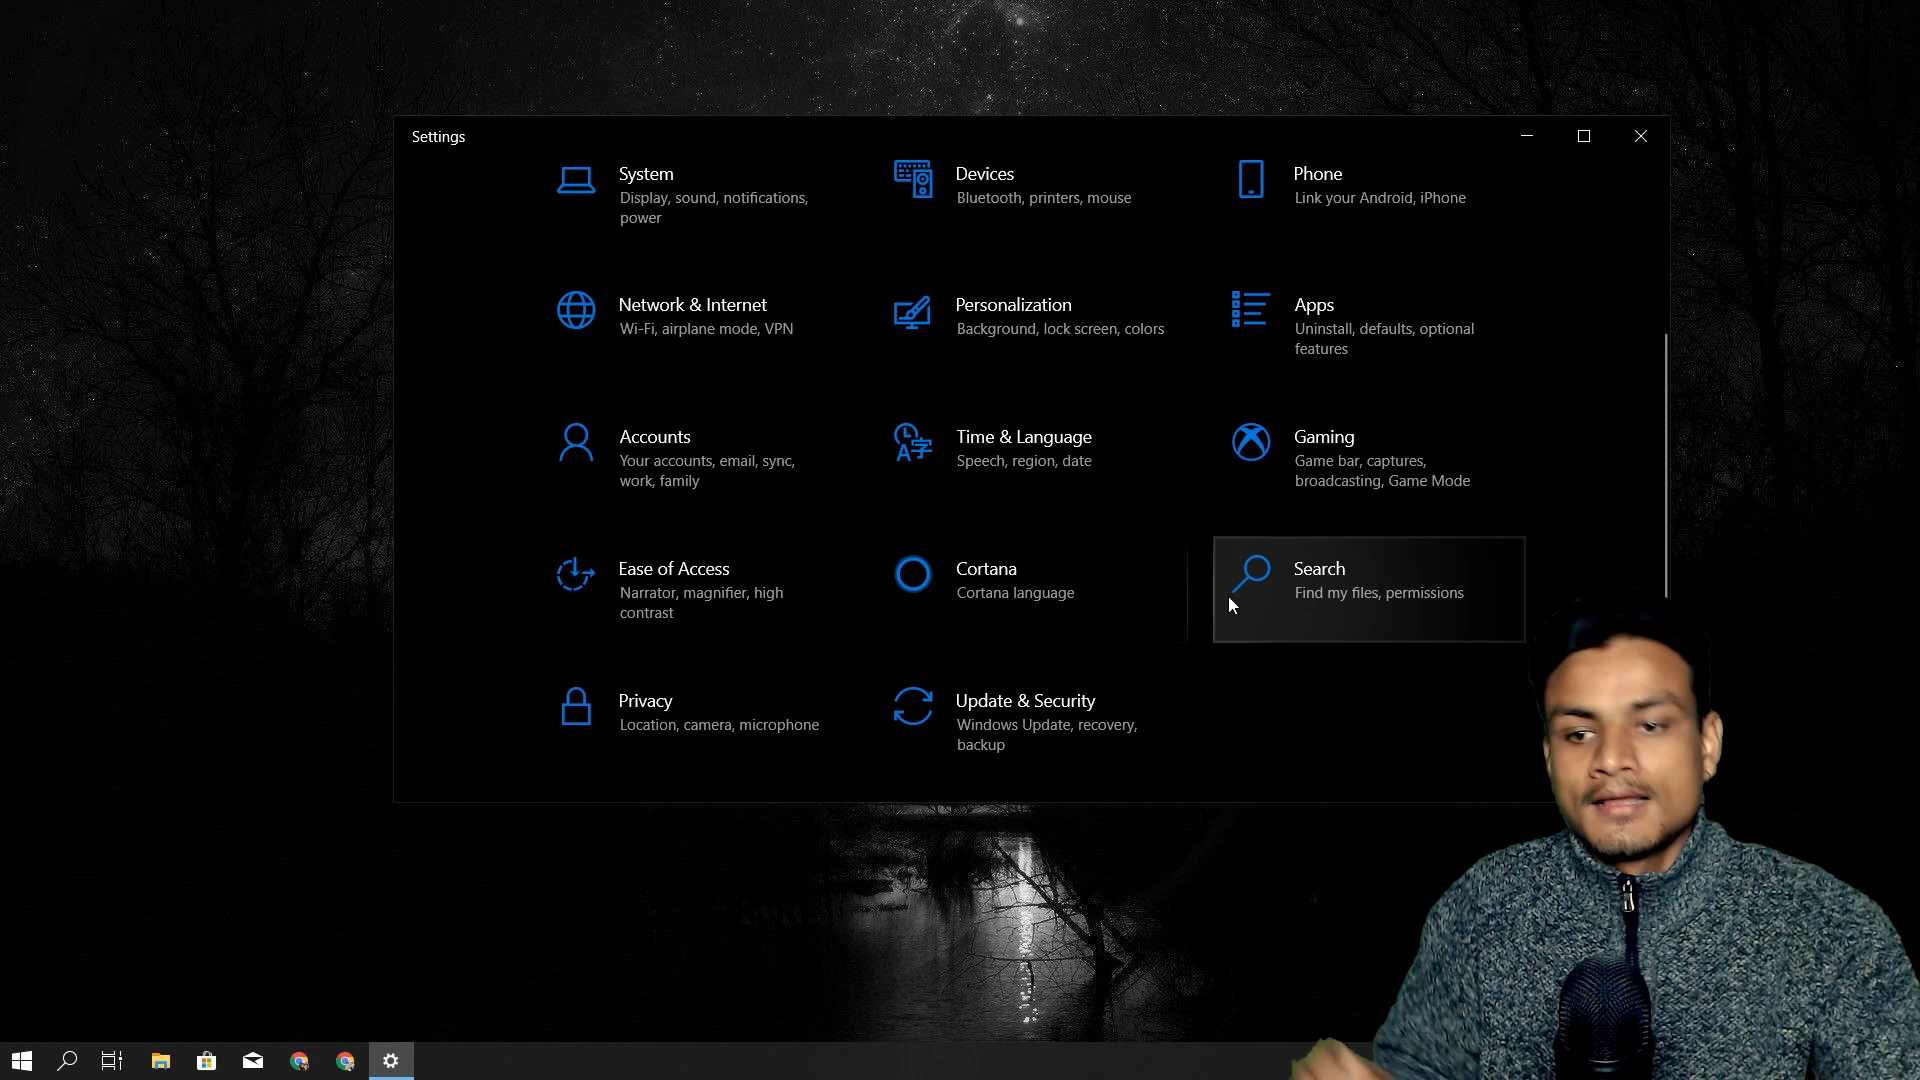 Settings
System
Display, sound, notifications,
power
Devices
Bluetooth, printers, mouse
Phone
Link your Android, iPhone
Network & Internet
Wi-Fi, airplane mode, VPN
Personalization
Background, lock screen, colors
Apps
Uninstall, defaults, optional
features
Accounts
Your accounts, email, sync,
work, family
Time & Language
Speech, region, date
Gaming
Game bar, captures,
broadcasting, Game Mode
Ease of Access
Narrator, magnifier, high
contrast
Cortana
Cortana language
Search
Find my files, permissions
Privacy
Location, camera, microphone
Update & Security
Windows Update, recovery,
backup